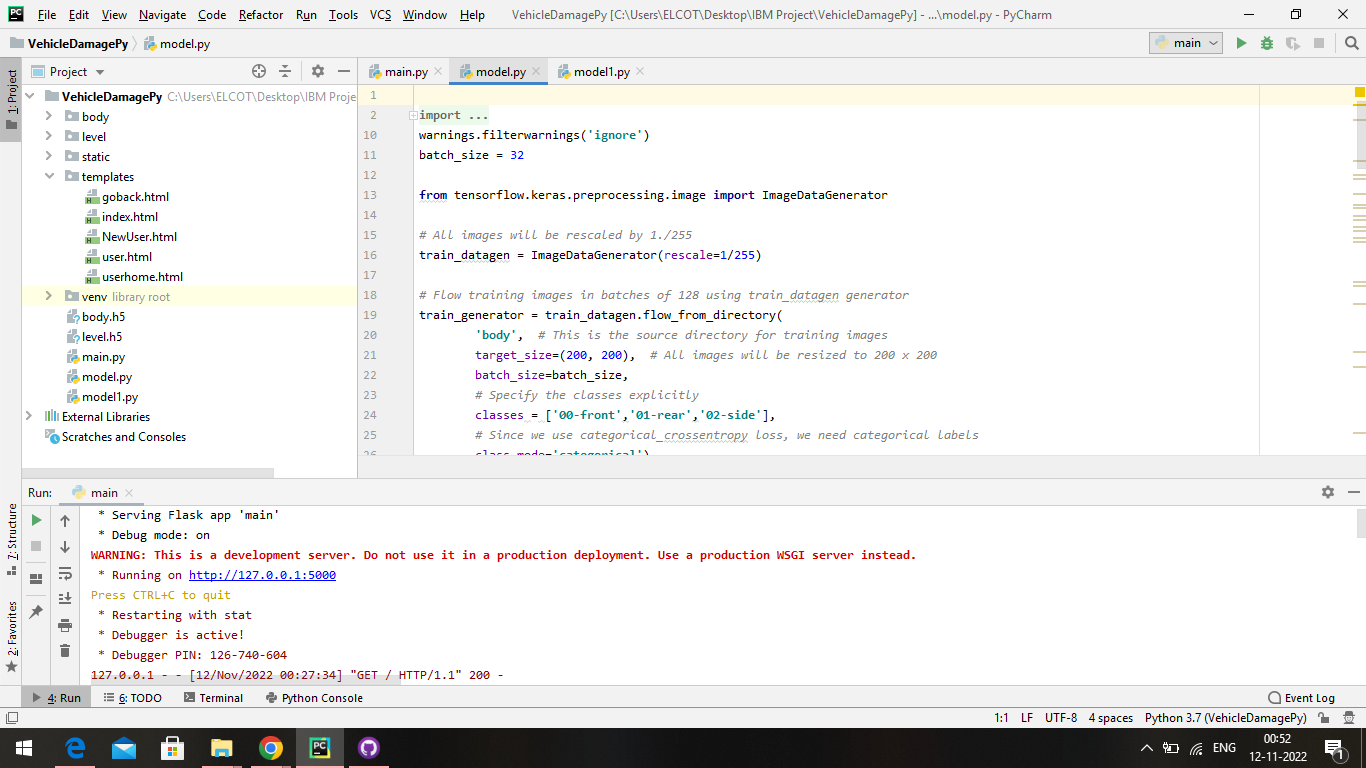 File Edit View Navigate Code Refactor Run Tools VCS Window Help VehicleDamagePy [C:\Users\ELCOT\Desktop\IBM Project\VehicleDamagePy] - ...\model.py - PyCharm
VehicleDamagePy model.py main
1: Project
Project
main.py model.py model1.py
VehicleDamagePy C:\Users\ELCOT\Desktop\IBM Proje
body
level
static
templates
goback.html
index.html
NewUser.html
user.html
userhome.html
venv library root
body.h5
level.h5
main.py
model.py
model1.py
External Libraries
Scratches and Consoles
1
2 import ...
10 warnings.filterwarnings('ignore')
11 batch_size = 32
12
13 from tensorflow.keras.preprocessing.image import ImageDataGenerator
14
15 # All images will be rescaled by 1./255
16 train_datagen = ImageDataGenerator(rescale=1/255)
17
18 # Flow training images in batches of 128 using train_datagen generator
19 train_generator = train_datagen.flow_from_directory(
20 'body', # This is the source directory for training images
21 target_size=(200, 200), # All images will be resized to 200 x 200
22 batch_size=batch_size,
23 # Specify the classes explicitly
24 classes = ['00-front','01-rear','02-side'],
25 # Since we use categorical_crossentropy loss, we need categorical labels
26 class_mode='categorical')
Run: main
7: Structure
2: Favorites
* Serving Flask app 'main'
* Debug mode: on
WARNING: This is a development server. Do not use it in a production deployment. Use a production WSGI server instead.
* Running on http://127.0.0.1:5000
Press CTRL+C to quit
* Restarting with stat
* Debugger is active!
* Debugger PIN: 126-740-604
127.0.0.1 - - [12/Nov/2022 00:27:34] "GET / HTTP/1.1" 200 -
4: Run 6: TODO Terminal Python Console Event Log
1:1 LF UTF-8 4 spaces Python 3.7 (VehicleDamagePy)
ENG 00:52
12-11-2022 1